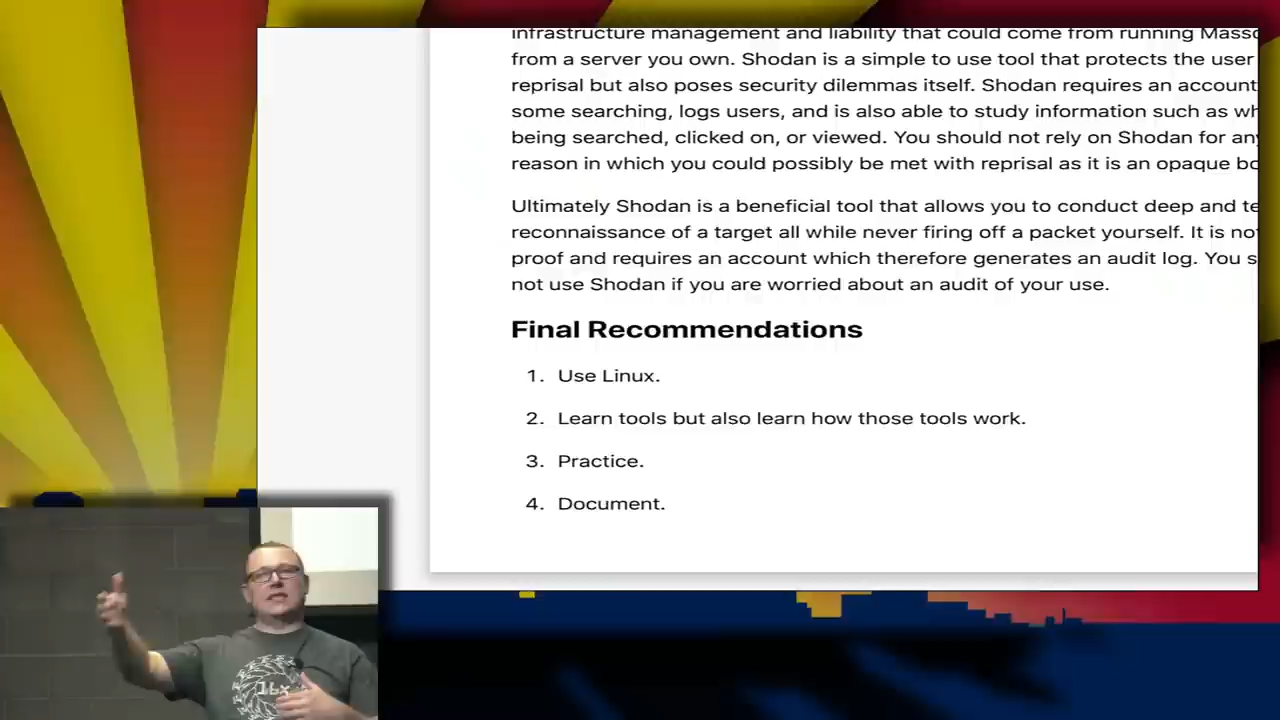 infrastructure management and liability that could come from running
from a server you own. Shodan is a simple to use tool that protects the user
reprisal but also poses security dilemmas itself. Shodan requires an account
some searching, logs users, and is also able to study information such as
being searched, clicked on, or viewed. You should not rely on Shodan for
reason in which you could possibly be met with reprisal as it is an opaque
Ultimately Shodan is a beneficial tool that allows you to conduct deep and
reconnaissance of a target all while never firing off a packet yourself. It is
proof and requires an account which therefore generates an audit log. You
not use Shodan if you are worried about an audit of your use.
Final Recommendations
1. Use Linux.
2. Learn tools but also learn how those tools work.
3. Practice.
4. Document.